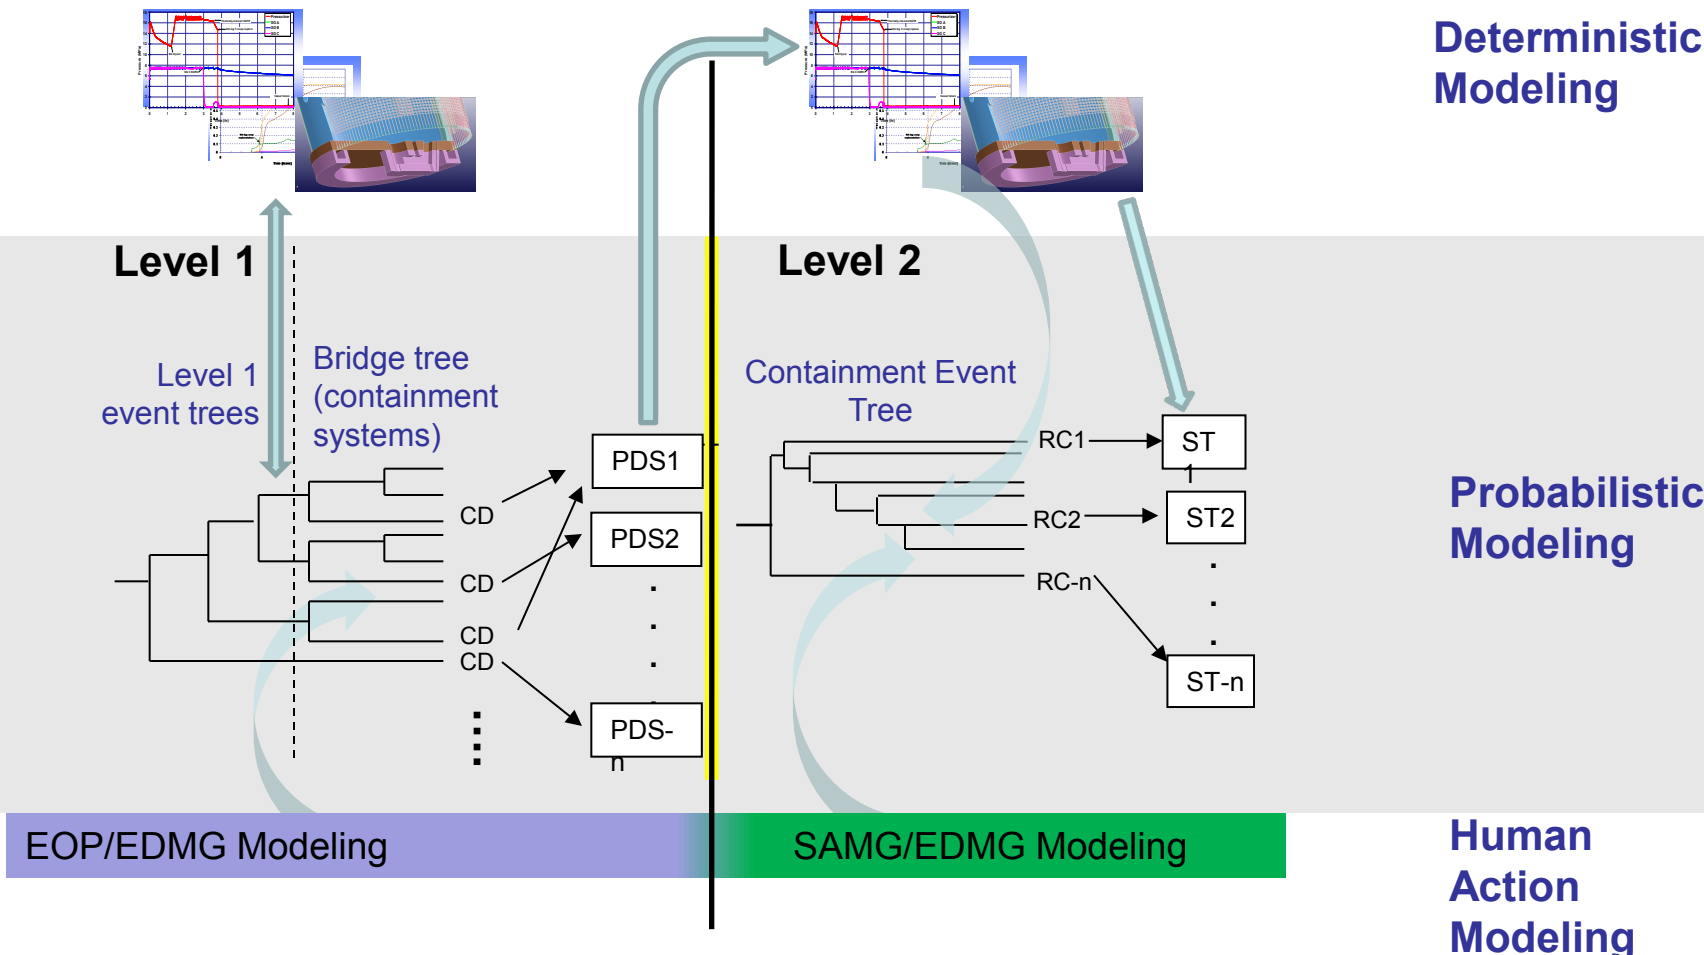 Deterministic
Modeling
Level 1
Level 2
Level 1
event trees
Bridge tree
(containment
systems)
Containment Event
Tree
CD
CD
CD
CD
PDS1
PDS2
.
.
.
PDS-
n
RC1
RC2
RC-n
ST
1
ST2
.
.
.
ST-n
Probabilistic
Modeling
EOP/EDMG Modeling
SAMG/EDMG Modeling
Human
Action
Modeling